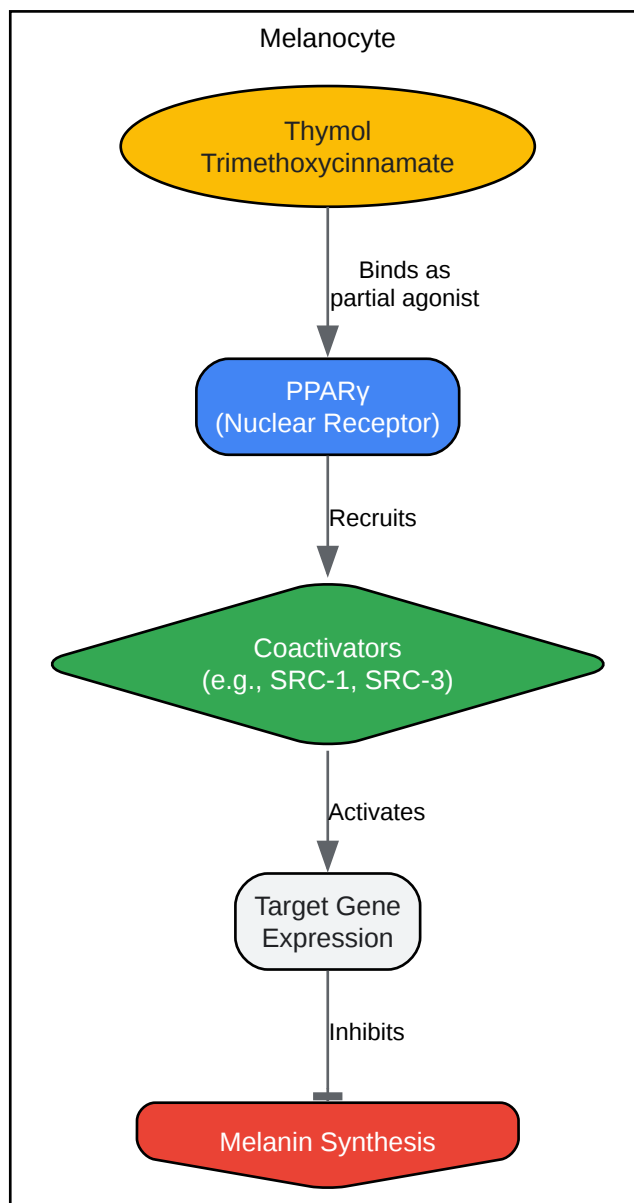 Melanocyte
Thymol
Trimethoxycinnamate
Binds as
partial agonist
PPARγ
(Nuclear Receptor)
Recruits
Coactivators
(e.g., SRC-1, SRC-3)
Activates
Target Gene
Expression
Inhibits
Melanin Synthesis